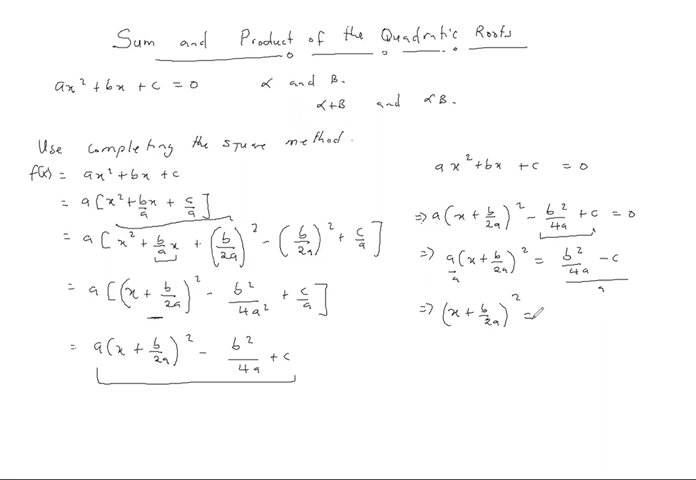 Sum and Product of the Quadratic Roots
ax² + bx + c = 0    α and β.
α+β and αβ.
Use completing the square method.
f(x) = ax² + bx + c
= a[x² + bx/a + c/a]
= a[x² + b/a x + (b/2a)² - (b/2a)² + c/a]
= a[(x + b/2a)² - b²/4a² + c/a]
= a(x + b/2a)² - b²/4a + c
ax² + bx + c = 0
=> a(x + b/2a)² - b²/4a + c = 0
=> a(x + b/2a)²/a = (b²/4a - c)/a
=> (x + b/2a)² =